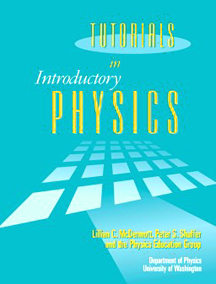 TUTORIALS
in
Introductory
PHYSICS
Lillian C. McDermott, Peter S. Shaffer
and the Physics Education Group
Department of Physics
University of Washington